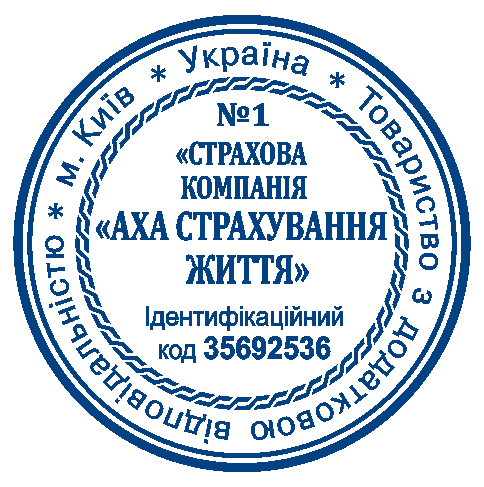 * Україна * Товариство з додатковою відповідальністю * м. Київ
№1
«СТРАХОВА
КОМПАНІЯ
«АХА СТРАХУВАННЯ
ЖИТТЯ»
Ідентифікаційний
код 35692536